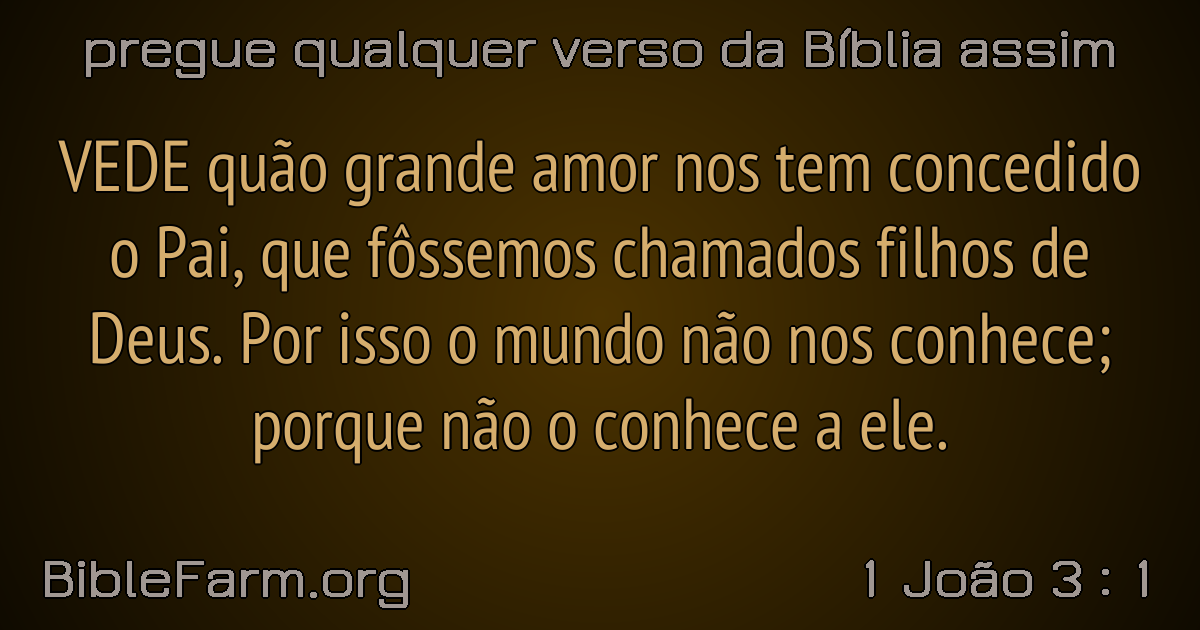 pregue qualquer verso da Bíblia assim
VEDE quão grande amor nos tem concedido
o Pai, que fôssemos chamados filhos de
Deus. Por isso o mundo não nos conhece;
porque não o conhece a ele.
BibleFarm.org
1 João 3 : 1